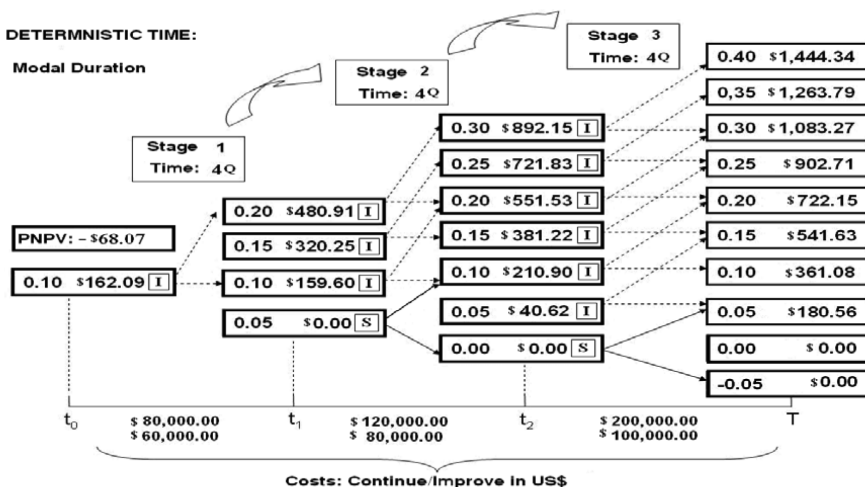 DETERMNISTIC TIME:
Modal Duration
Stage 1
Time: 4Q
Stage 2
Time: 4Q
Stage 3
Time: 4Q
PNPV: -$68.07
0.10 $162.09 I
0.20 $480.91 I
0.15 $320.25 I
0.10 $159.60 I
0.05 $0.00 S
0.30 $892.15 I
0.25 $721.83 I
0.20 $551.53 I
0.15 $381.22 I
0.10 $210.90 I
0.05 $40.62 I
0.00 $0.00 S
0.40 $1,444.34
0,35 $1,263.79
0.30 $1,083.27
0.25 $902.71
0.20 $722.15
0.15 $541.63
0.10 $361.08
0.05 $180.56
0.00 $0.00
-0.05 $0.00
t0
$80,000.00
$60,000.00
t1
$120,000.00
$80,000.00
t2
$200,000.00
$100,000.00
T
Costs: Continue/Improve in US$